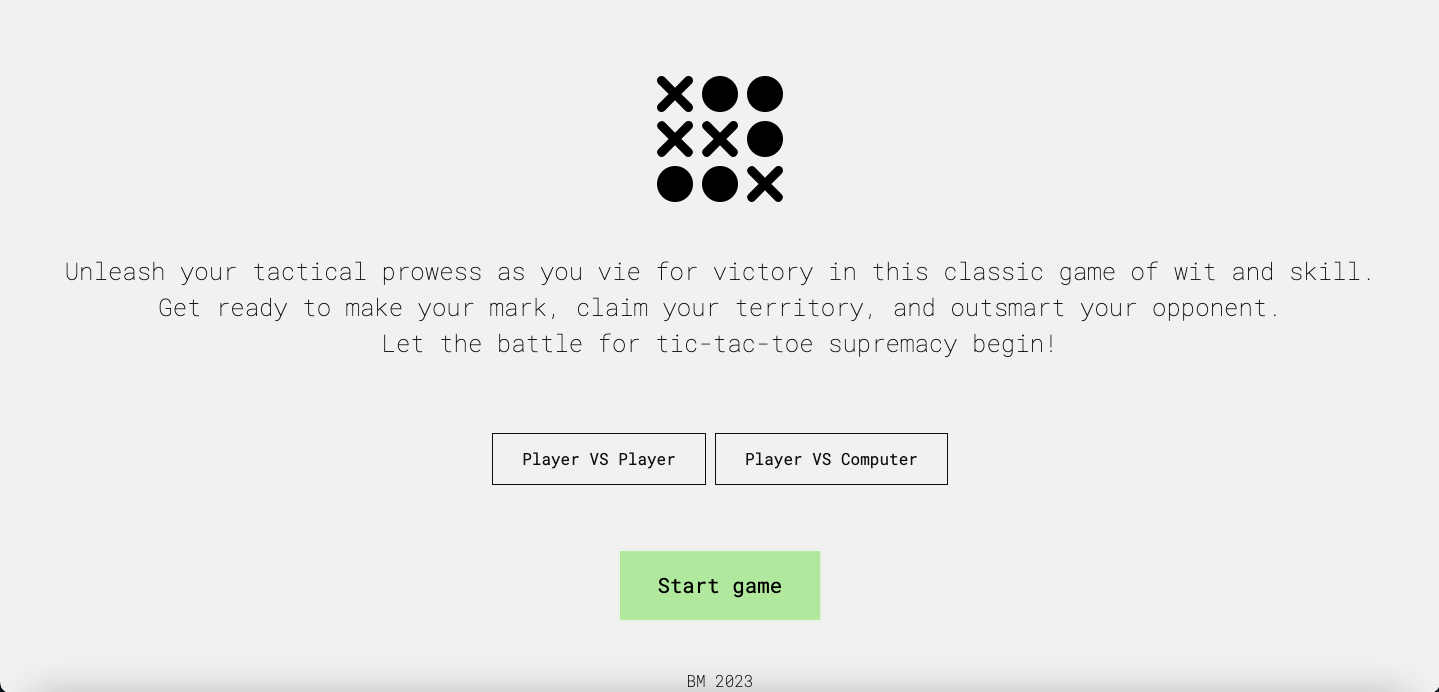 Unleash your tactical prowess as you vie for victory in this classic game of wit and skill.
Get ready to make your mark, claim your territory, and outsmart your opponent.
Let the battle for tic-tac-toe supremacy begin!
Player VS Player
Player VS Computer
Start game
BM 2023